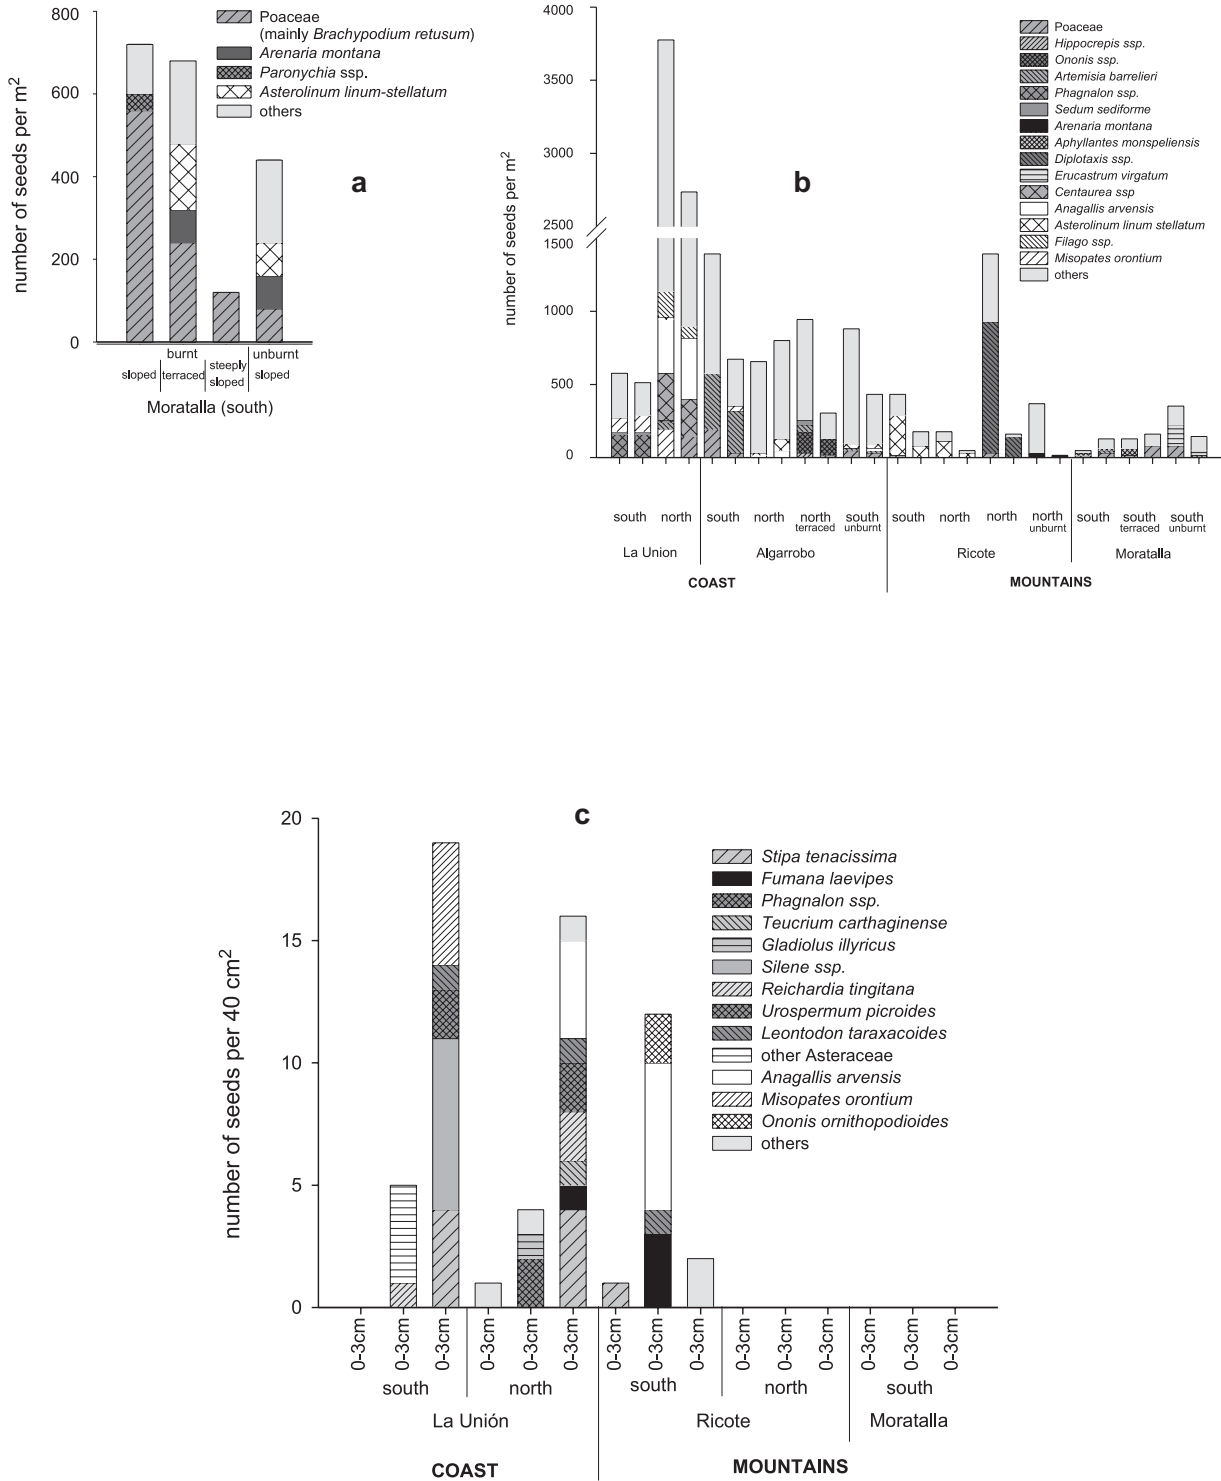 a
number of seeds per m2
800
600
400
200
0
Poaceae
(mainly Brachypodium retusum)
Arenaria montana
Paronychia ssp.
Asterolinum linum-stellatum
others
burnt
unburnt
sloped
terraced
steeply
sloped
sloped
Moratalla (south)
b
number of seeds per m2
4000
3500
3000
2500
1500
1000
500
0
Poaceae
Hippocrepis ssp.
Ononis ssp.
Artemisia barrelieri
Phagnalon ssp.
Sedum sediforme
Arenaria montana
Aphyllantes monspeliensis
Diplotaxis ssp.
Erucastrum virgatum
Centaurea ssp
Anagallis arvensis
Asterolinum linum stellatum
Filago ssp.
Misopates orontium
others
south north south north north south south north north north south south south
terraced unburnt unburnt terraced unburnt
La Union Algarrobo Ricote Moratalla
COAST MOUNTAINS
c
number of seeds per 40 cm2
20
15
10
5
0
Stipa tenacissima
Fumana laevipes
Phagnalon ssp.
Teucrium carthaginense
Gladiolus illyricus
Silene ssp.
Reichardia tingitana
Urospermum picroides
Leontodon taraxacoides
other Asteraceae
Anagallis arvensis
Misopates orontium
Ononis ornithopodioides
others
0-3cm 0-3cm 0-3cm 0-3cm 0-3cm 0-3cm 0-3cm 0-3cm 0-3cm 0-3cm 0-3cm 0-3cm 0-3cm 0-3cm 0-3cm
south north south north south
La Unión Ricote Moratalla
COAST MOUNTAINS